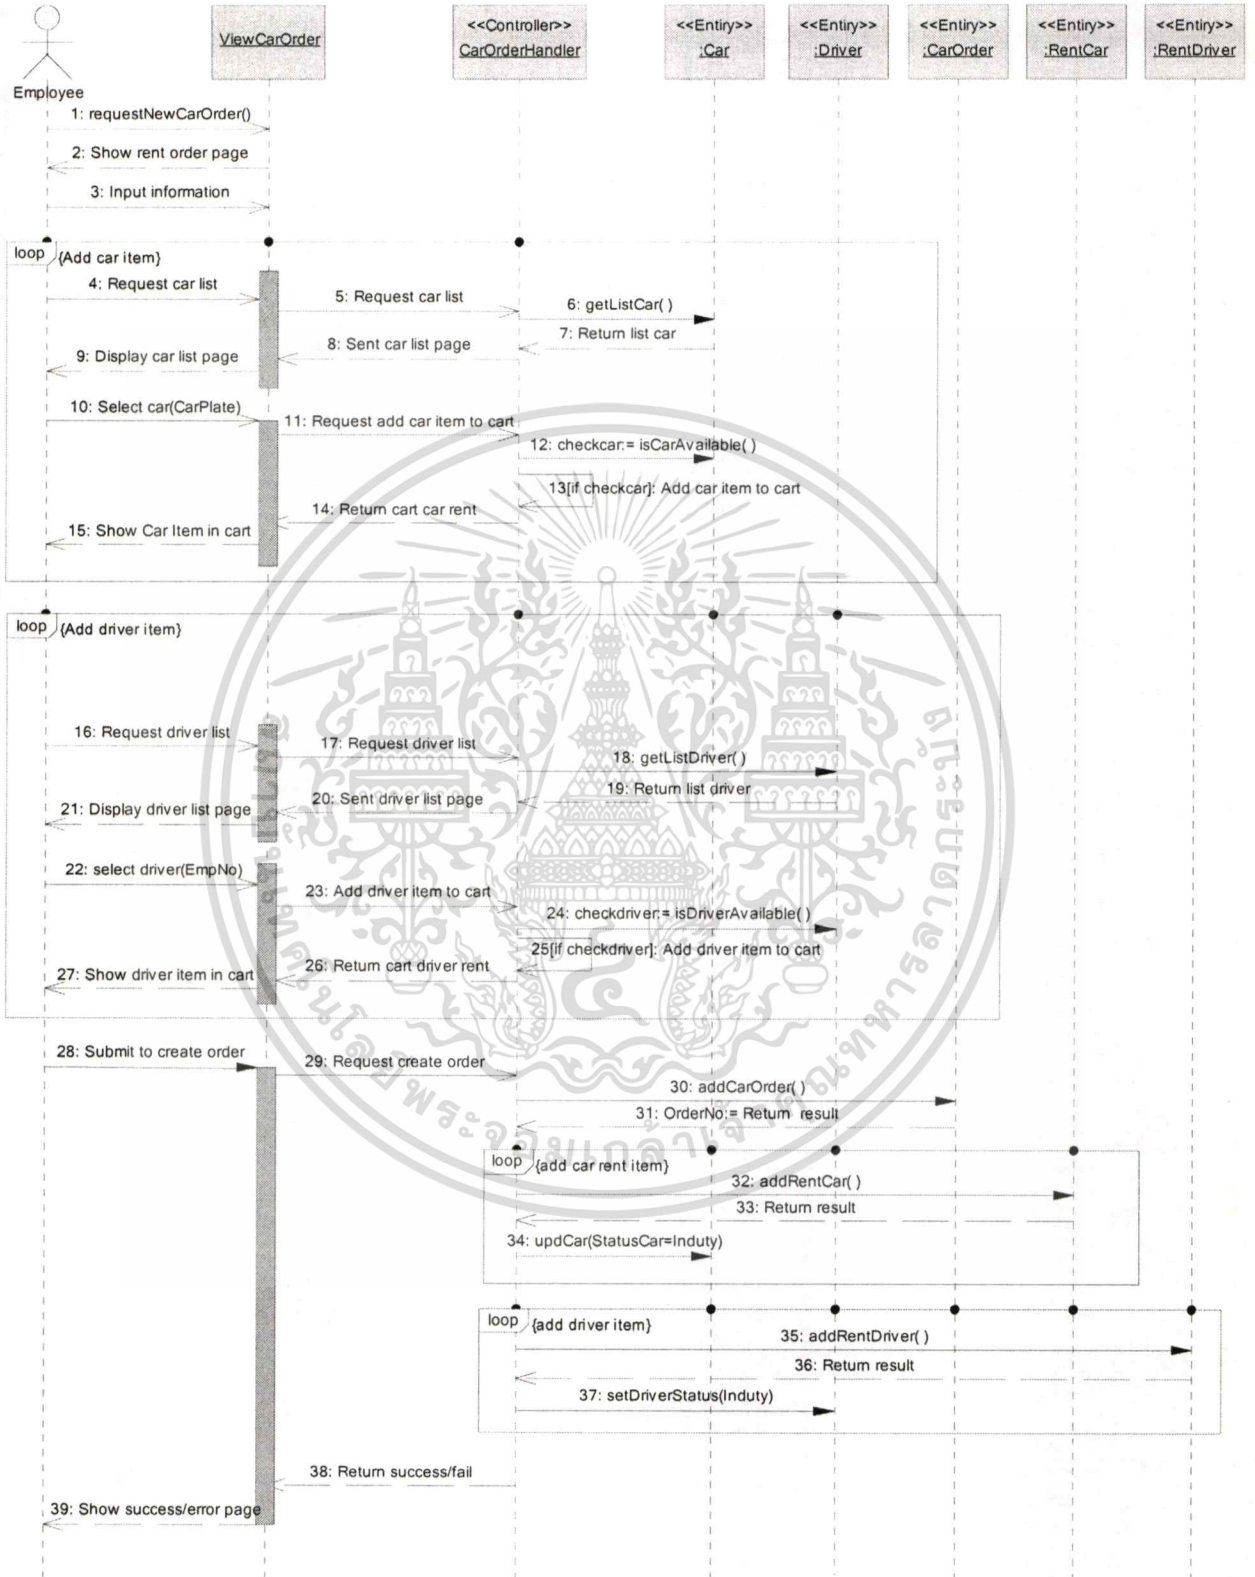 Employee
ViewCarOrder
<<Controller>>
CarOrderHandler
<<Entiry>>
:Car
<<Entiry>>
:Driver
<<Entiry>>
:CarOrder
<<Entiry>>
:RentCar
<<Entiry>>
:RentDriver
1: requestNewCarOrder()
2: Show rent order page
3: Input information
loop {Add car item}
4: Request car list
5: Request car list
6: getListCar( )
7: Return list car
8: Sent car list page
9: Display car list page
10: Select car(CarPlate)
11: Request add car item to cart
12: checkcar:= isCarAvailable( )
13[if checkcar]: Add car item to cart
14: Return cart car rent
15: Show Car Item in cart
loop {Add driver item}
16: Request driver list
17: Request driver list
18: getListDriver( )
19: Return list driver
20: Sent driver list page
21: Display driver list page
22: select driver(EmpNo)
23: Add driver item to cart
24: checkdriver:= isDriverAvailable( )
25[if checkdriver]: Add driver item to cart
26: Return cart driver rent
27: Show driver item in cart
28: Submit to create order
29: Request create order
30: addCarOrder( )
31: OrderNo:= Return result
loop {add car rent item}
32: addRentCar( )
33: Return result
34: updCar(StatusCar=Induty)
loop {add driver item}
35: addRentDriver( )
36: Return result
37: setDriverStatus(Induty)
38: Return success/fail
39: Show success/error page